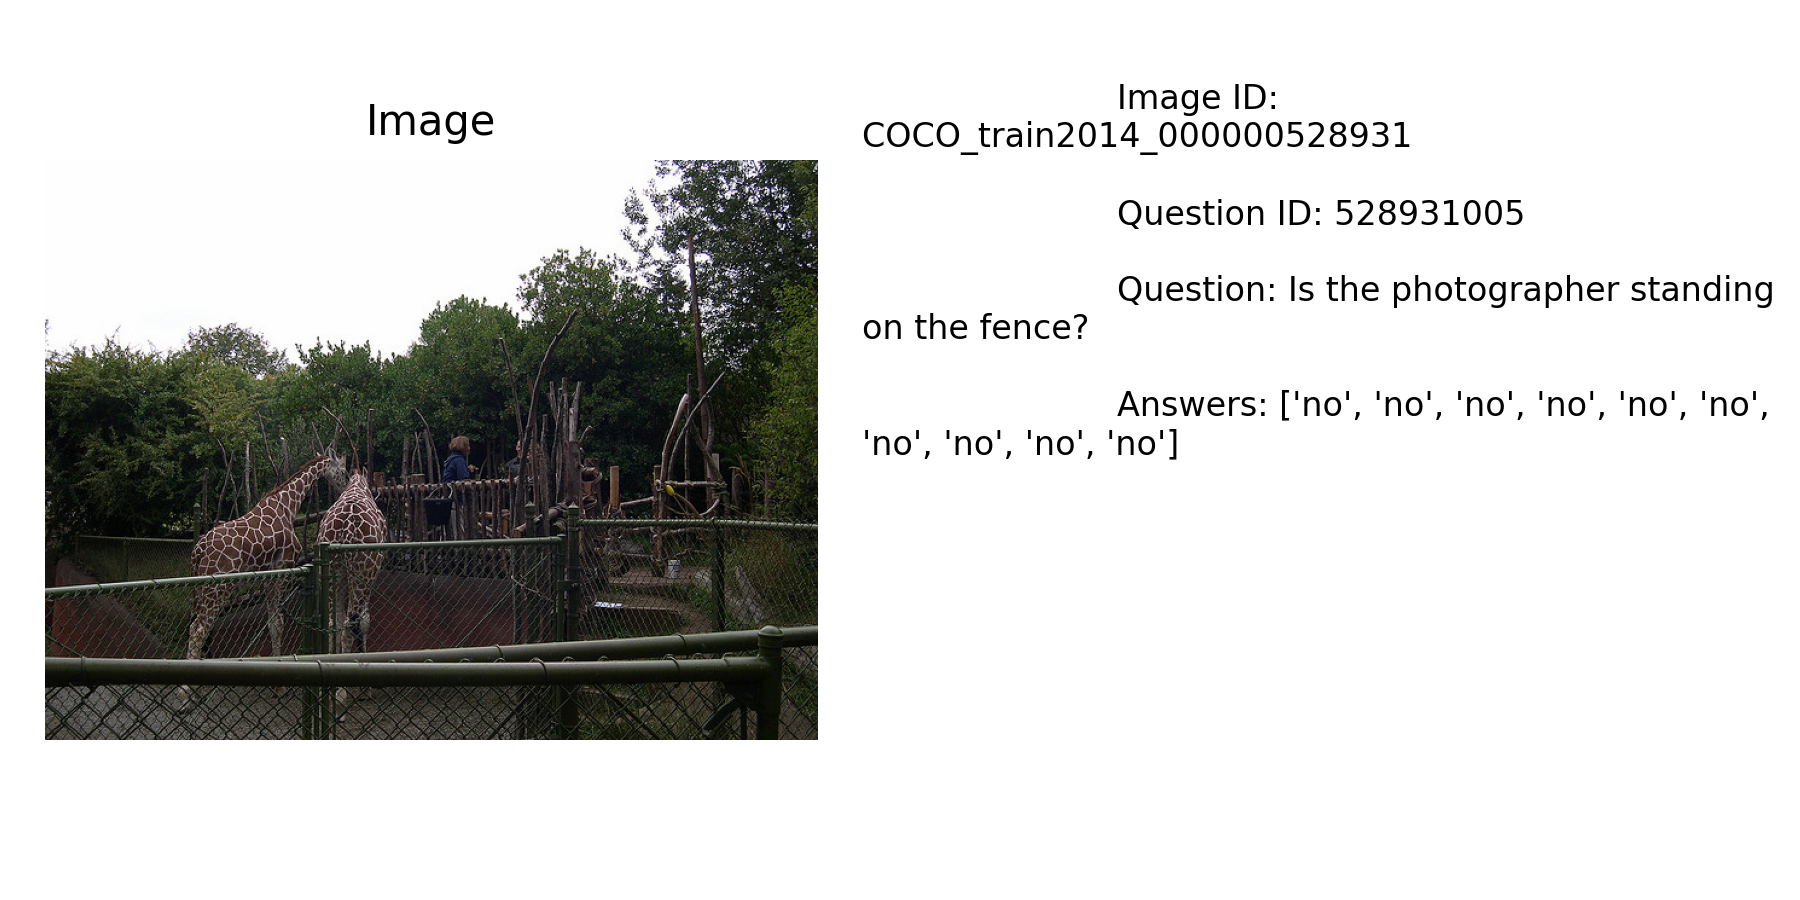 Image
Image ID:
COCO_train2014_000000528931
Question ID: 528931005
Question: Is the photographer standing
on the fence?
Answers: ['no', 'no', 'no', 'no', 'no', 'no',
'no', 'no', 'no', 'no']